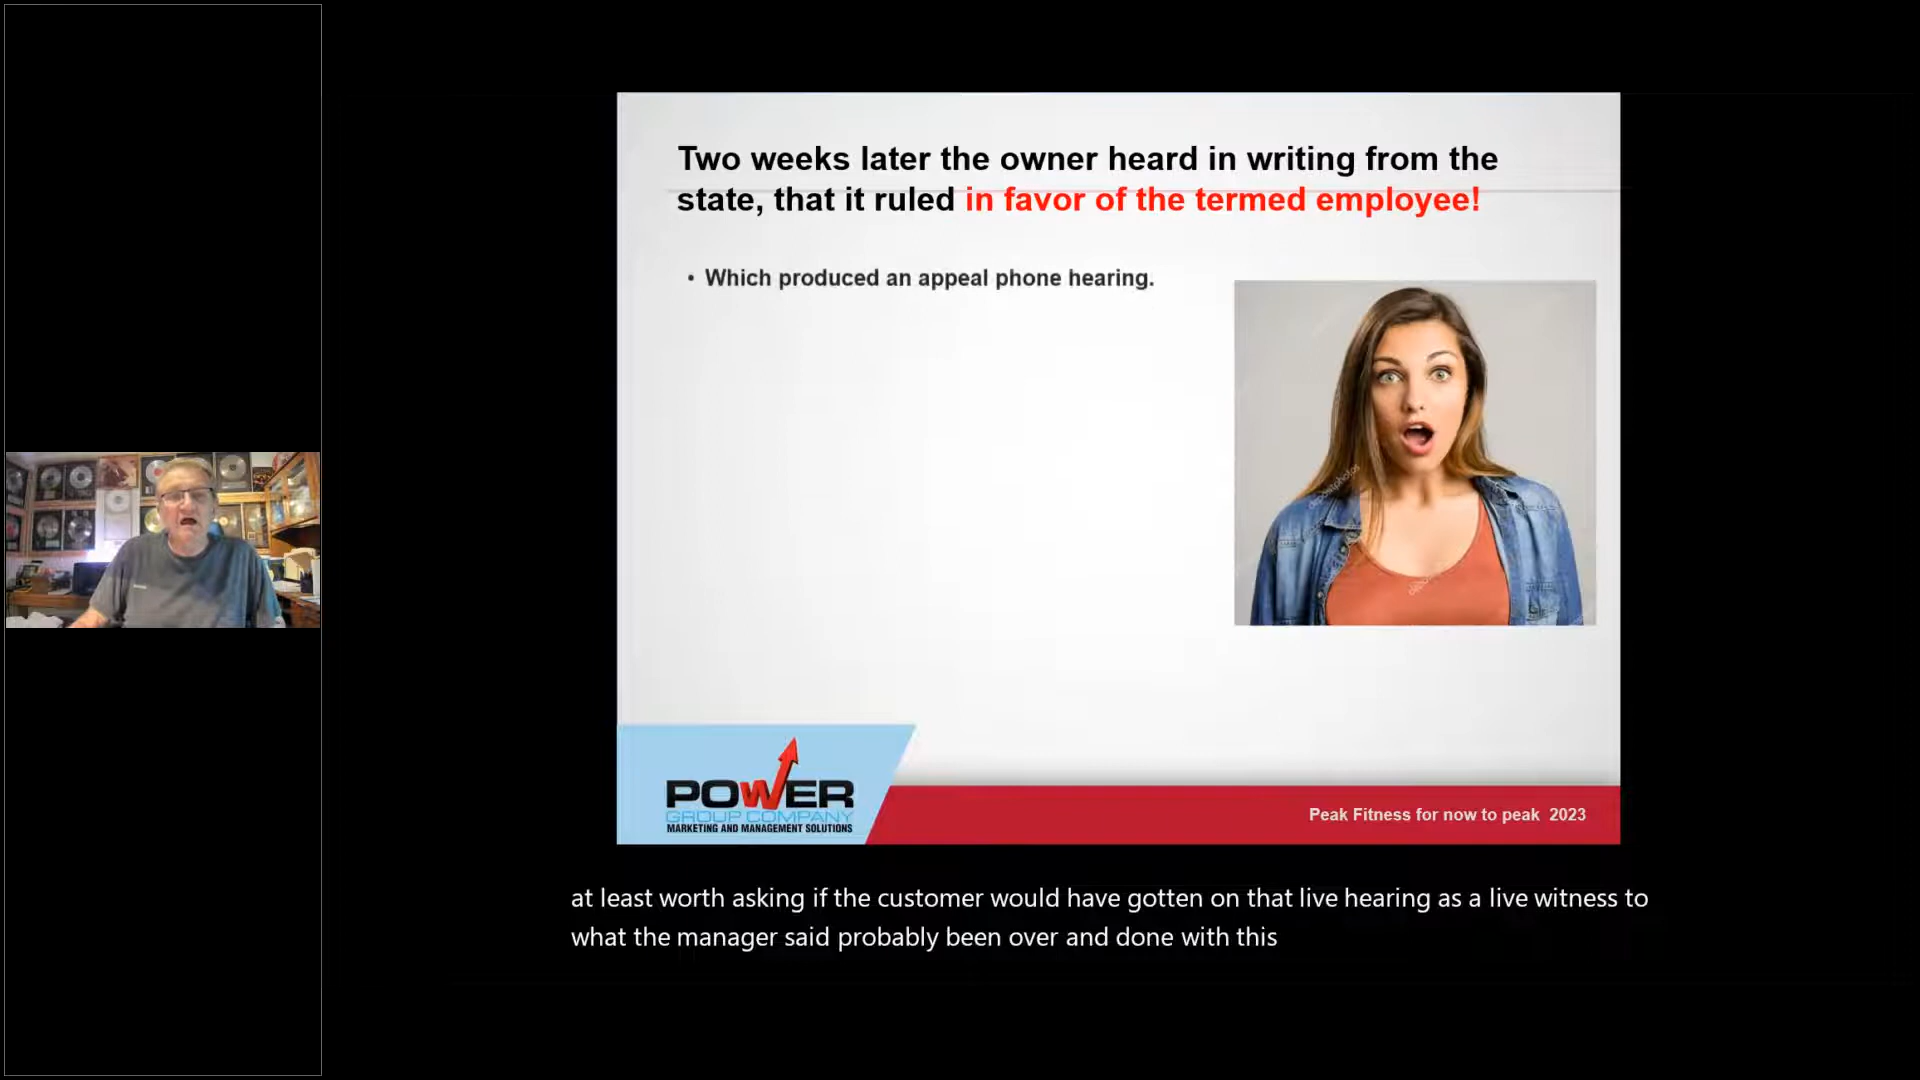 Two weeks later the owner heard in writing from the
state, that it ruled in favor of the termed employee!
• Which produced an appeal phone hearing.
depositphotos
POWER
GROUP COMPANY
MARKETING AND MANAGEMENT SOLUTIONS
Peak Fitness for now to peak 2023
at least worth asking if the customer would have gotten on that live hearing as a live witness to
what the manager said probably been over and done with this